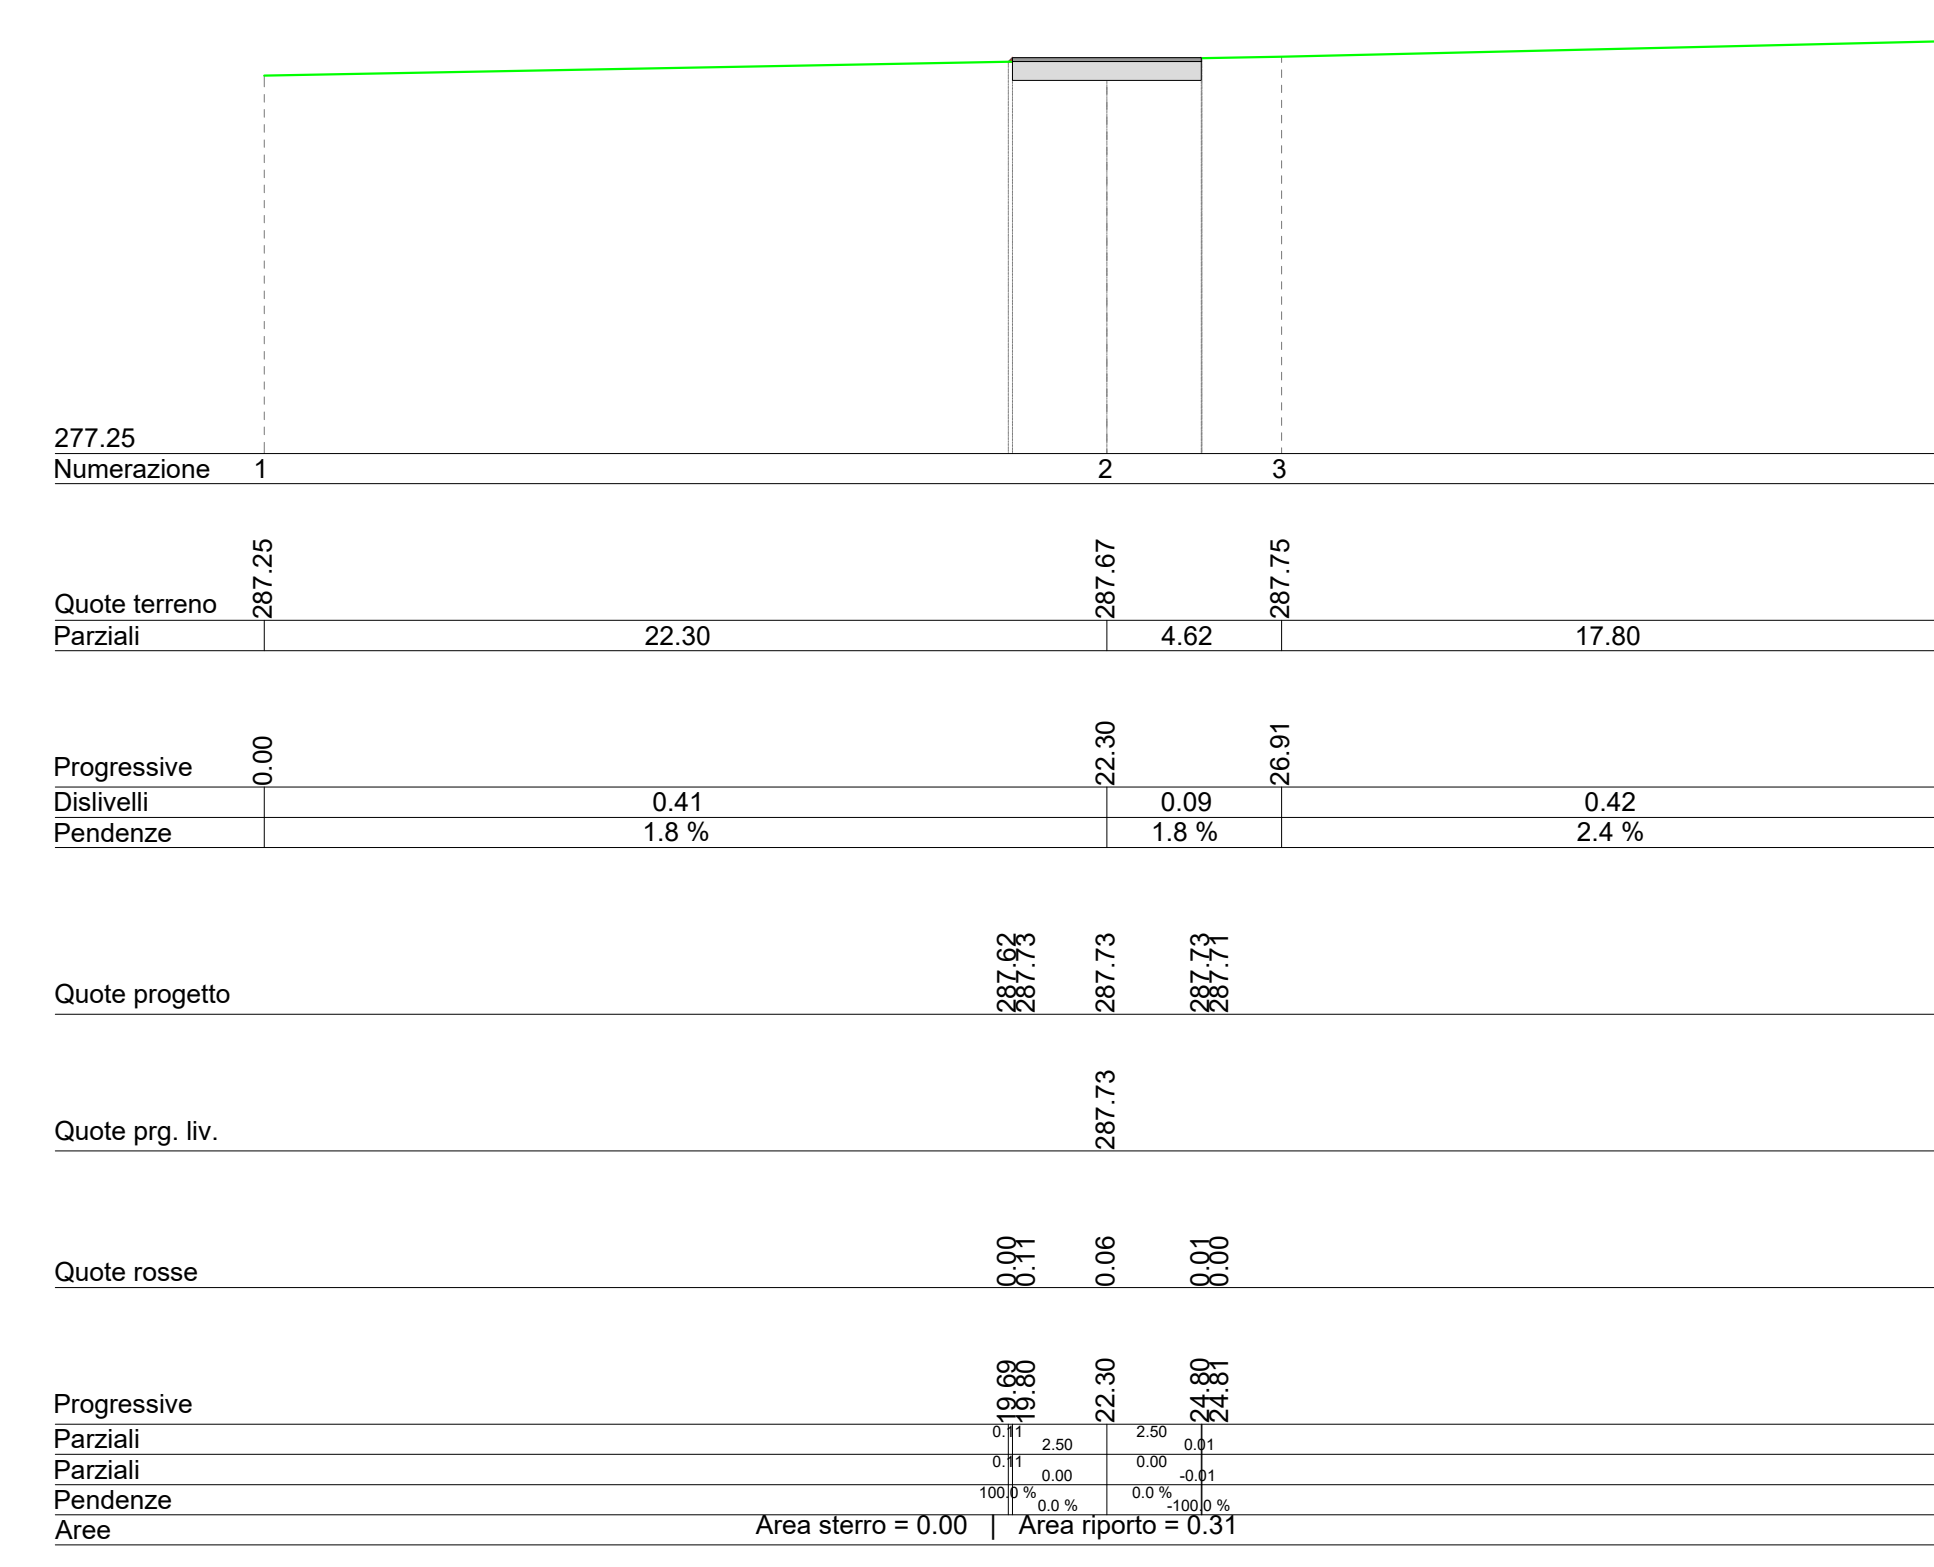 277.25
Numerazione 1 2 3
Quote terreno 287.25 287.67 287.75
Parziali 22.30 4.62 17.80
Progressive 0.00 22.30 26.91
Dislivelli 0.41 0.09 0.42
Pendenze 1.8 % 1.8 % 2.4 %
Quote progetto 287.62 287.73 287.73 287.73 287.71
Quote prg. liv. 287.73
Quote rosse 0.00 0.11 0.06 0.01 0.00
Progressive 19.69 19.80 22.30 24.80 24.81
Parziali 0.11 2.50 2.50 0.01
Parziali 0.11 0.00 0.00 -0.01
Pendenze 100.0 % 0.0 % 0.0 % -100.0 %
Aree Area sterro = 0.00 | Area riporto = 0.31